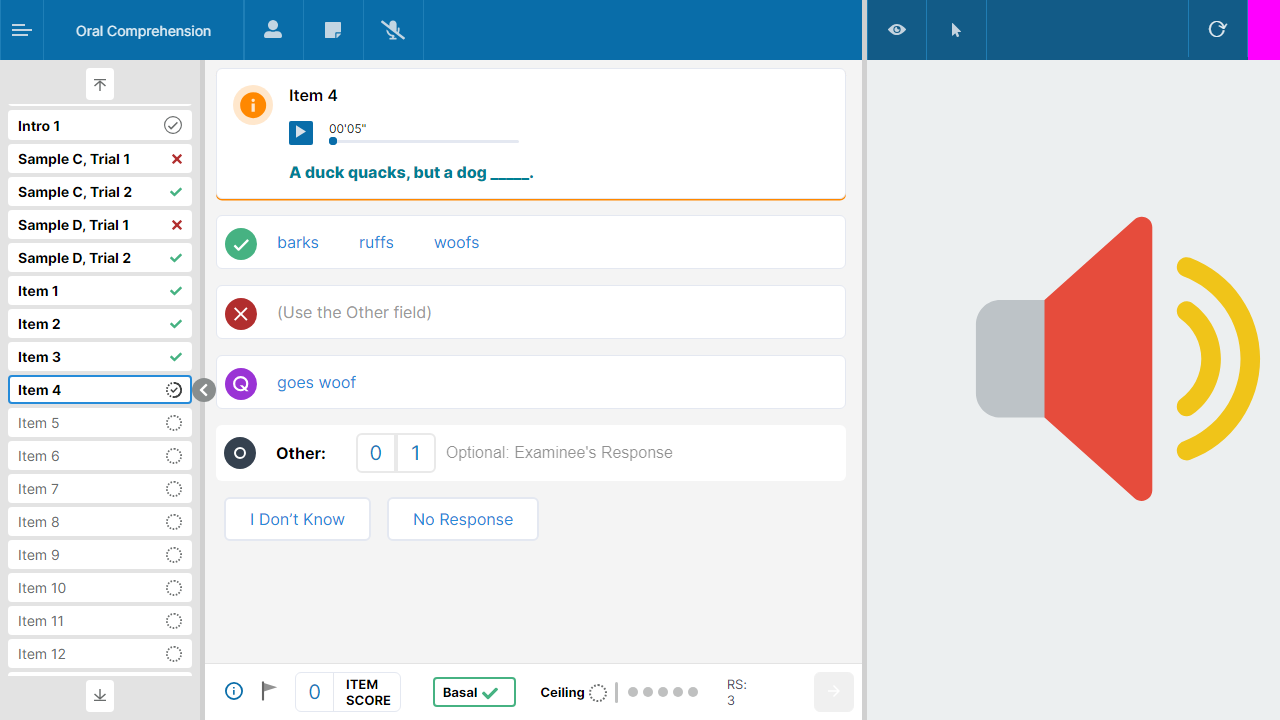 Oral Comprehension
Intro 1
Sample C, Trial 1
Sample C, Trial 2
Sample D, Trial 1
Sample D, Trial 2
Item 1
Item 2
Item 3
Item 4
Item 5
Item 6
Item 7
Item 8
Item 9
Item 10
Item 11
Item 12
Item 4
00'05"
A duck quacks, but a dog _____.
barks ruffs woofs
(Use the Other field)
Q goes woof
Other: 0 1 Optional: Examinee's Response
I Don’t Know No Response
0 ITEM SCORE Basal Ceiling RS: 3